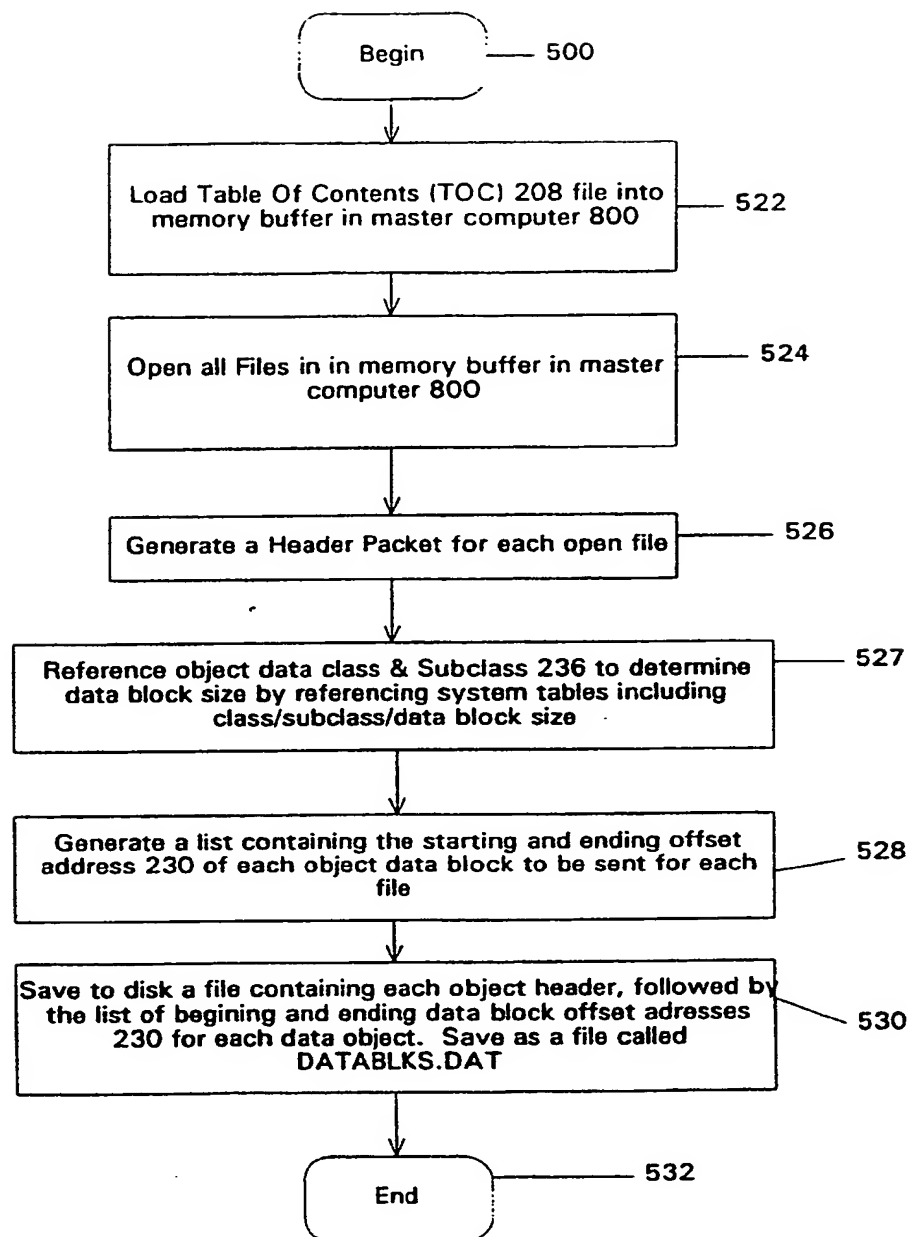 Begin
500
Load Table Of Contents (TOC) 208 file into
memory buffer in master computer 800
522
Open all Files in in memory buffer in master
computer 800
524
Generate a Header Packet for each open file
526
Reference object data class & Subclass 236 to determine
data block size by referencing system tables including
class/subclass/data block size
527
Generate a list containing the starting and ending offset
address 230 of each object data block to be sent for each
file
528
Save to disk a file containing each object header, followed by
the list of begining and ending data block offset adresses
230 for each data object. Save as a file called
DATABLKS.DAT
530
End
532